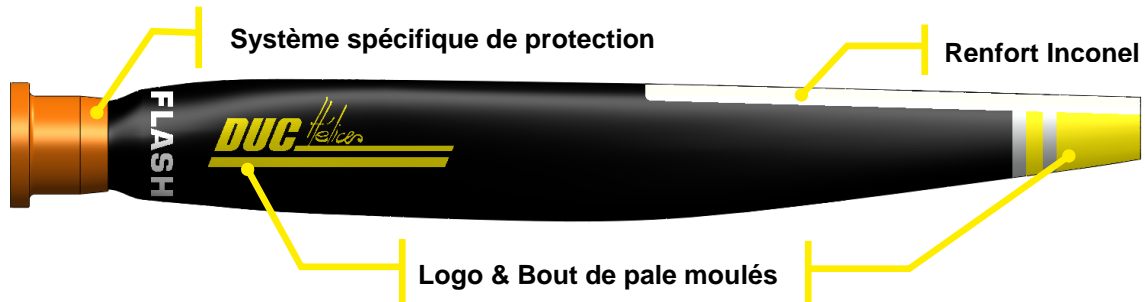 Système spécifique de protection
Renfort Inconel
FLASH
DUC Hélices
Logo & Bout de pale moulés